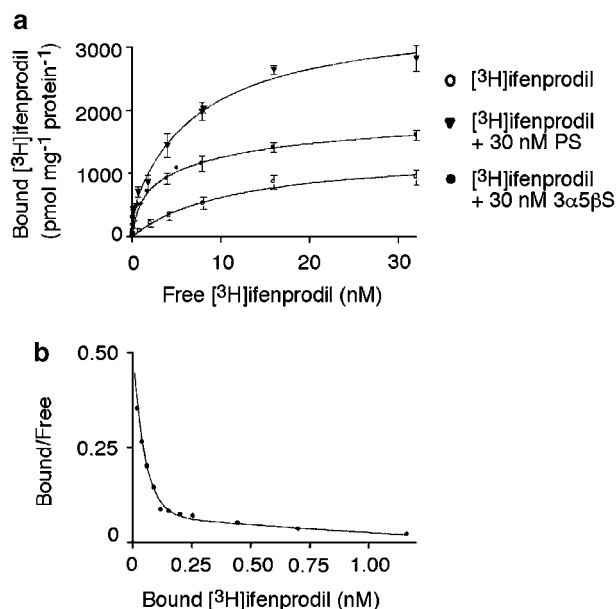 a
3000
2000
1000
0
0
10
20
30
Bound [³H]ifenprodil
(pmol mg⁻¹ protein⁻¹)
Free [³H]ifenprodil (nM)
[³H]ifenprodil
[³H]ifenprodil
+ 30 nM PS
[³H]ifenprodil
+ 30 nM 3α5βS
b
0.50
0.25
0
0
0.25
0.50
0.75
1.00
Bound/Free
Bound [³H]ifenprodil (nM)